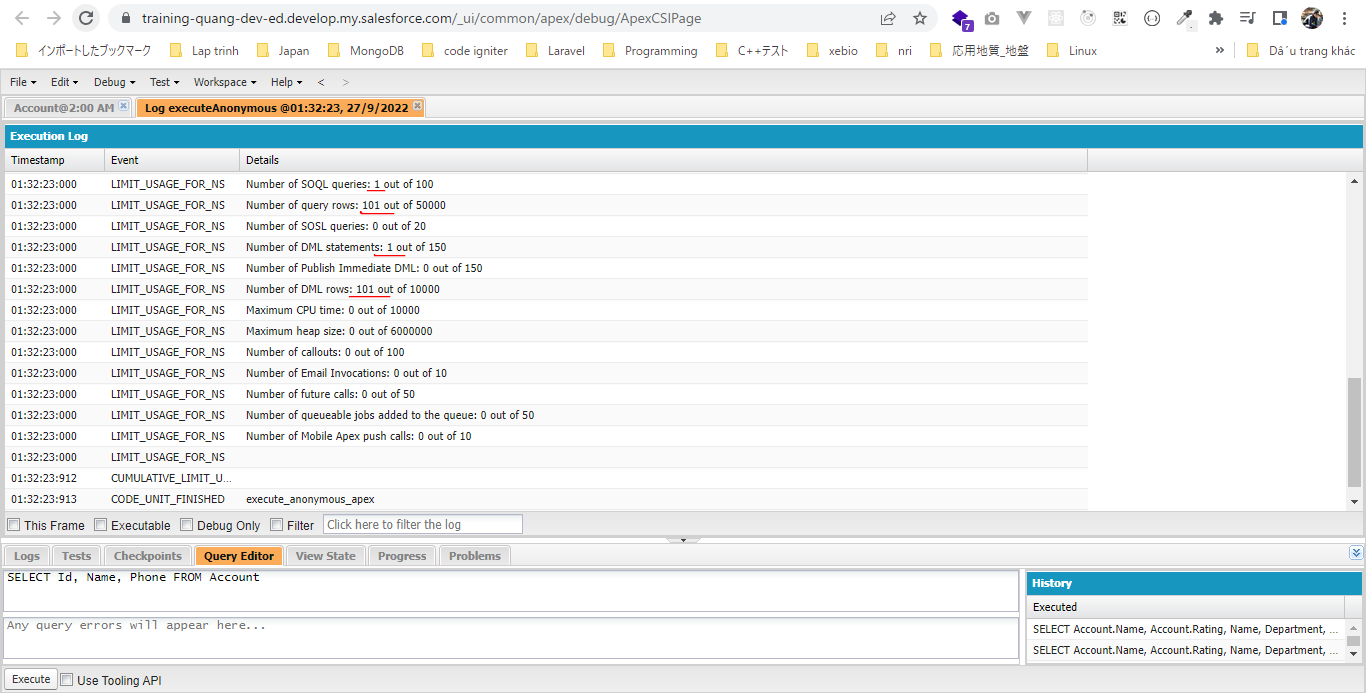 training-quang-dev-ed.develop.my.salesforce.com/_ui/common/apex/debug/ApexCSIPage
7
インポートしたブックマーク Lap trinh Japan MongoDB code igniter Laravel Programming C++テスト xebio nri 応用地質_地盤 Linux » Dấu trang khác
File Edit Debug Test Workspace Help < >
Account@2:00 AM Log executeAnonymous @01:32:23, 27/9/2022
Execution Log
Timestamp Event Details
01:32:23:000 LIMIT_USAGE_FOR_NS Number of SOQL queries: 1 out of 100
01:32:23:000 LIMIT_USAGE_FOR_NS Number of query rows: 101 out of 50000
01:32:23:000 LIMIT_USAGE_FOR_NS Number of SOSL queries: 0 out of 20
01:32:23:000 LIMIT_USAGE_FOR_NS Number of DML statements: 1 out of 150
01:32:23:000 LIMIT_USAGE_FOR_NS Number of Publish Immediate DML: 0 out of 150
01:32:23:000 LIMIT_USAGE_FOR_NS Number of DML rows: 101 out of 10000
01:32:23:000 LIMIT_USAGE_FOR_NS Maximum CPU time: 0 out of 10000
01:32:23:000 LIMIT_USAGE_FOR_NS Maximum heap size: 0 out of 6000000
01:32:23:000 LIMIT_USAGE_FOR_NS Number of callouts: 0 out of 100
01:32:23:000 LIMIT_USAGE_FOR_NS Number of Email Invocations: 0 out of 10
01:32:23:000 LIMIT_USAGE_FOR_NS Number of future calls: 0 out of 50
01:32:23:000 LIMIT_USAGE_FOR_NS Number of queueable jobs added to the queue: 0 out of 50
01:32:23:000 LIMIT_USAGE_FOR_NS Number of Mobile Apex push calls: 0 out of 10
01:32:23:000 LIMIT_USAGE_FOR_NS
01:32:23:912 CUMULATIVE_LIMIT_U...
01:32:23:913 CODE_UNIT_FINISHED execute_anonymous_apex
This Frame Executable Debug Only Filter Click here to filter the log
Logs Tests Checkpoints Query Editor View State Progress Problems
SELECT Id, Name, Phone FROM Account
Any query errors will appear here...
History
Executed
SELECT Account.Name, Account.Rating, Name, Department, ...
SELECT Account.Name, Account.Rating, Name, Department, ...
Execute Use Tooling API